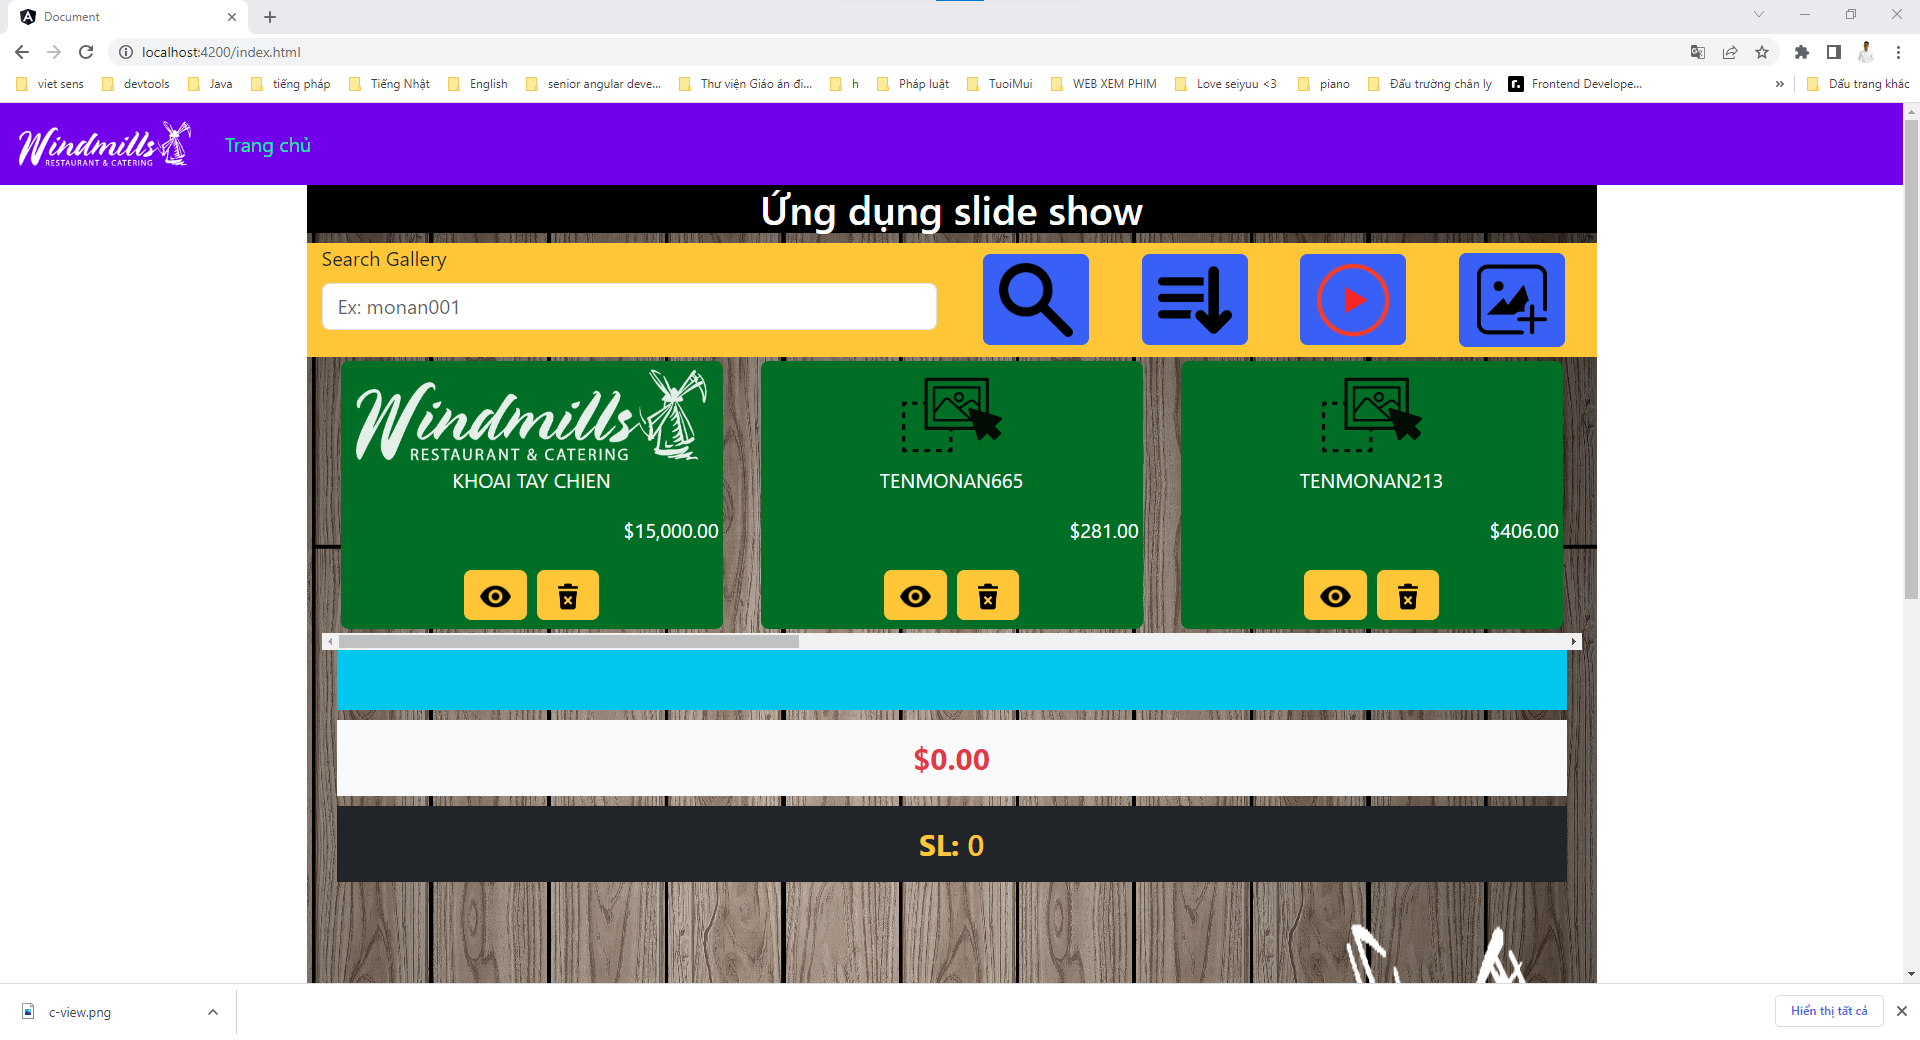 Document
localhost:4200/index.html
viet sens devtools Java tiếng pháp Tiếng Nhật English senior angular deve... Thư viện Giáo án đi... h Pháp luật TuoiMui WEB XEM PHIM Love seiyuu <3 piano Đấu trường chân lý r. Frontend Develope... » Dấu trang khác
Windmills
RESTAURANT & CATERING
Trang chủ
Ứng dụng slide show
Search Gallery
Ex: monan001
Windmills
RESTAURANT & CATERING
KHOAI TAY CHIEN
$15,000.00
TENMONAN665
$281.00
TENMONAN213
$406.00
$0.00
SL: 0
c-view.png
Hiển thị tất cả